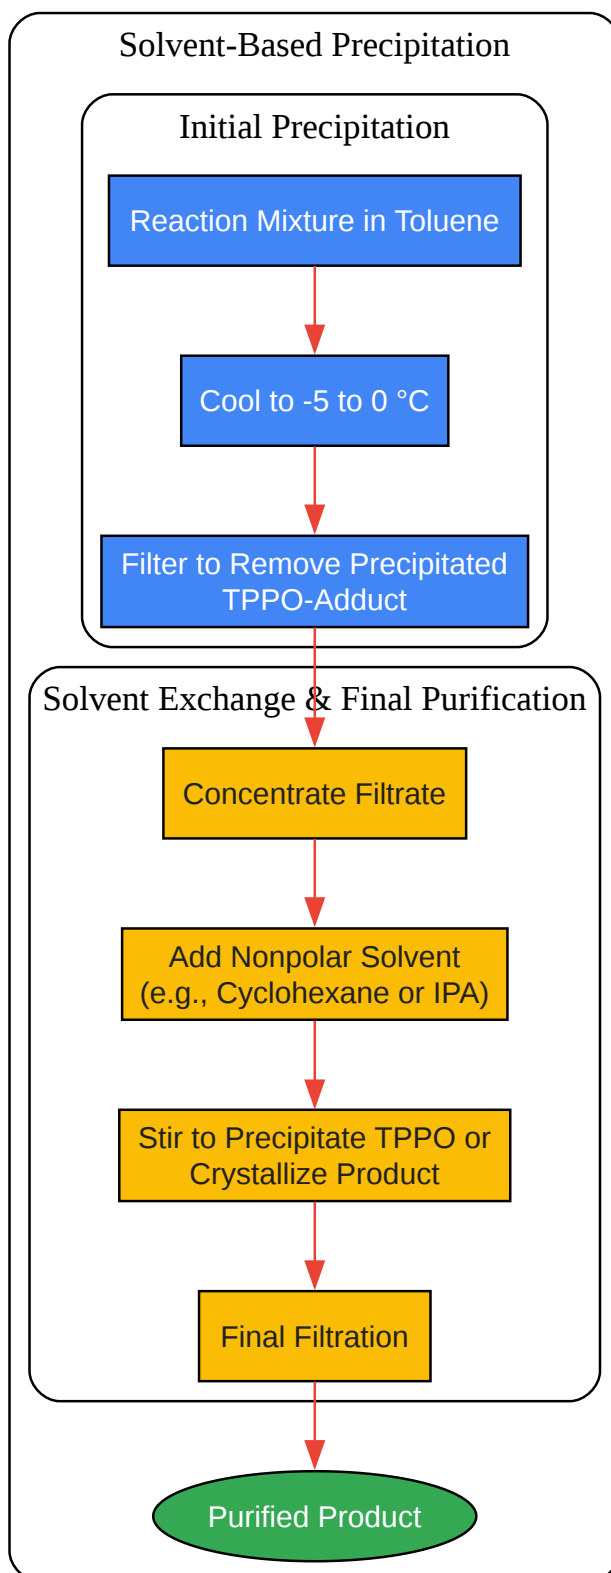 Solvent-Based Precipitation
Initial Precipitation
Reaction Mixture in Toluene
Cool to -5 to 0 °C
Filter to Remove Precipitated
TPPO-Adduct
Solvent Exchange & Final Purification
Concentrate Filtrate
Add Nonpolar Solvent
(e.g., Cyclohexane or IPA)
Stir to Precipitate TPPO or
Crystallize Product
Final Filtration
Purified Product